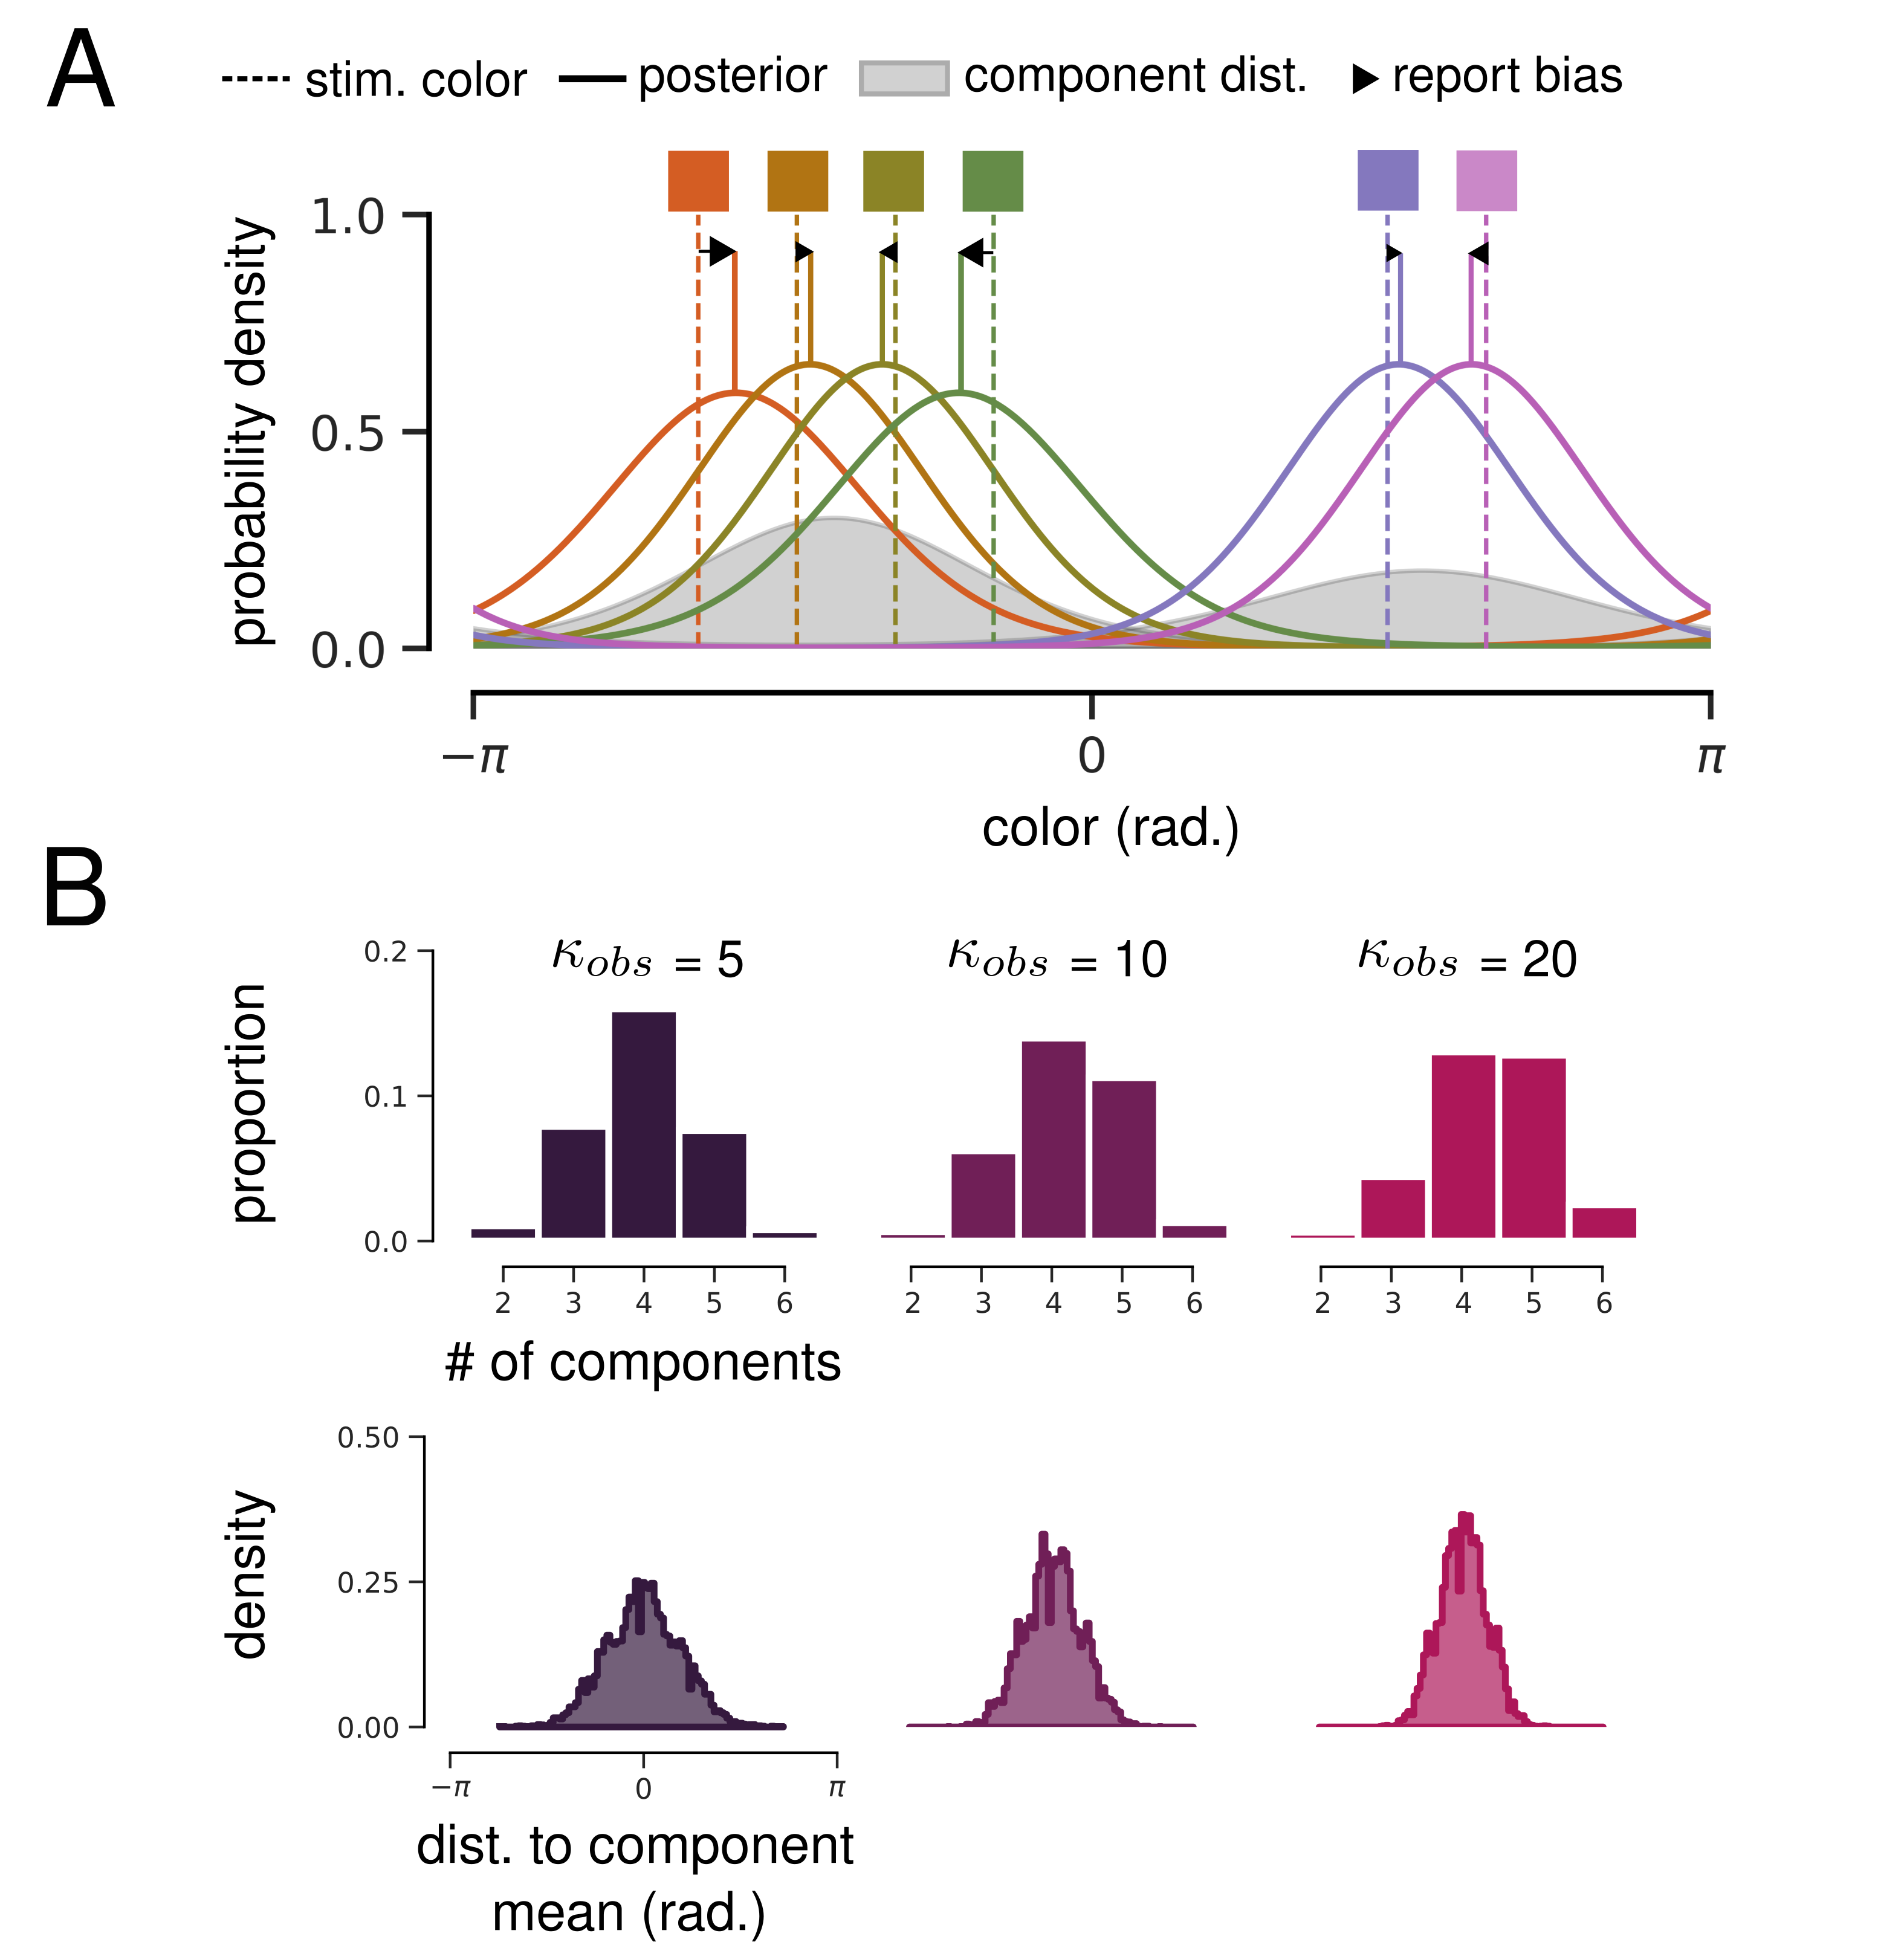 A
stim. color posterior component dist. report bias
1.0
0.5
0.0
probability density
−π 0 π
color (rad.)
B
κobs = 5 κobs = 10 κobs = 20
0.2
0.1
0.0
proportion
2 3 4 5 6 2 3 4 5 6 2 3 4 5 6
# of components
0.50
0.25
0.00
density
−π 0 π
dist. to component
mean (rad.)